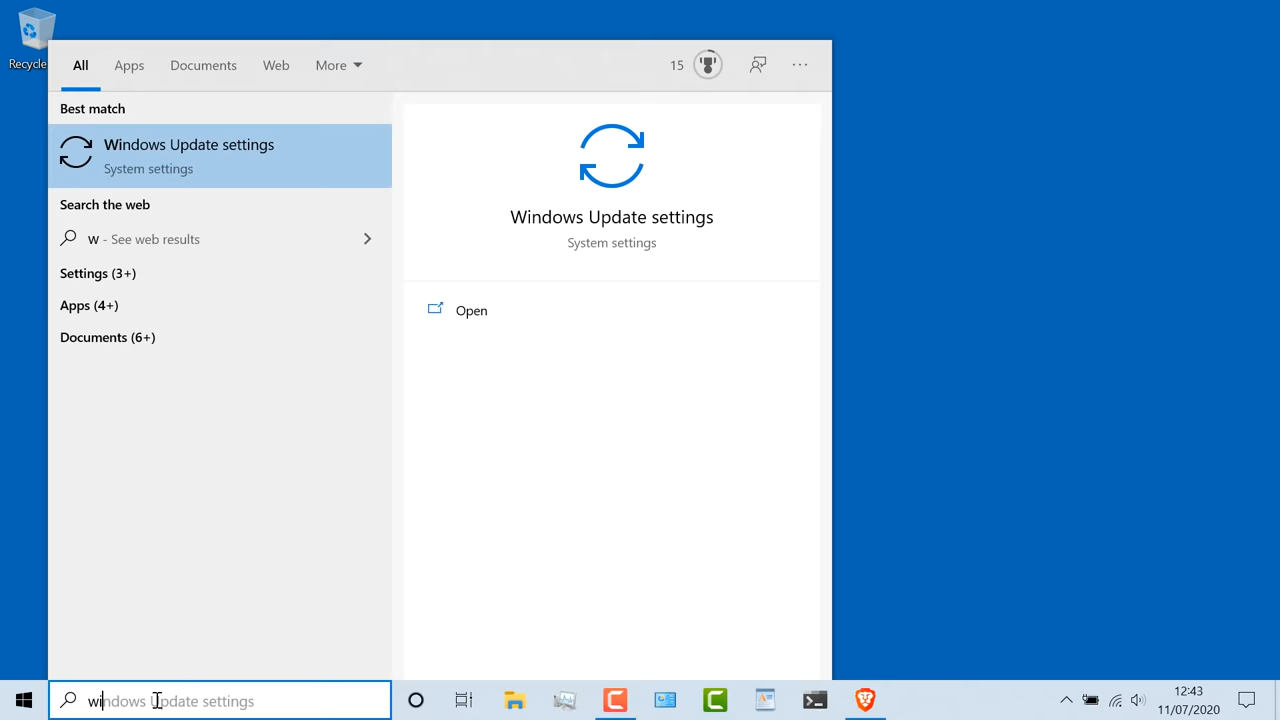 Recycle
All Apps Documents Web More 15 ...
Best match
Windows Update settings
System settings
Search the web
w - See web results
Settings (3+)
Apps (4+)
Documents (6+)
Windows Update settings
System settings
Open
windows Update settings
12:43
11/07/2020